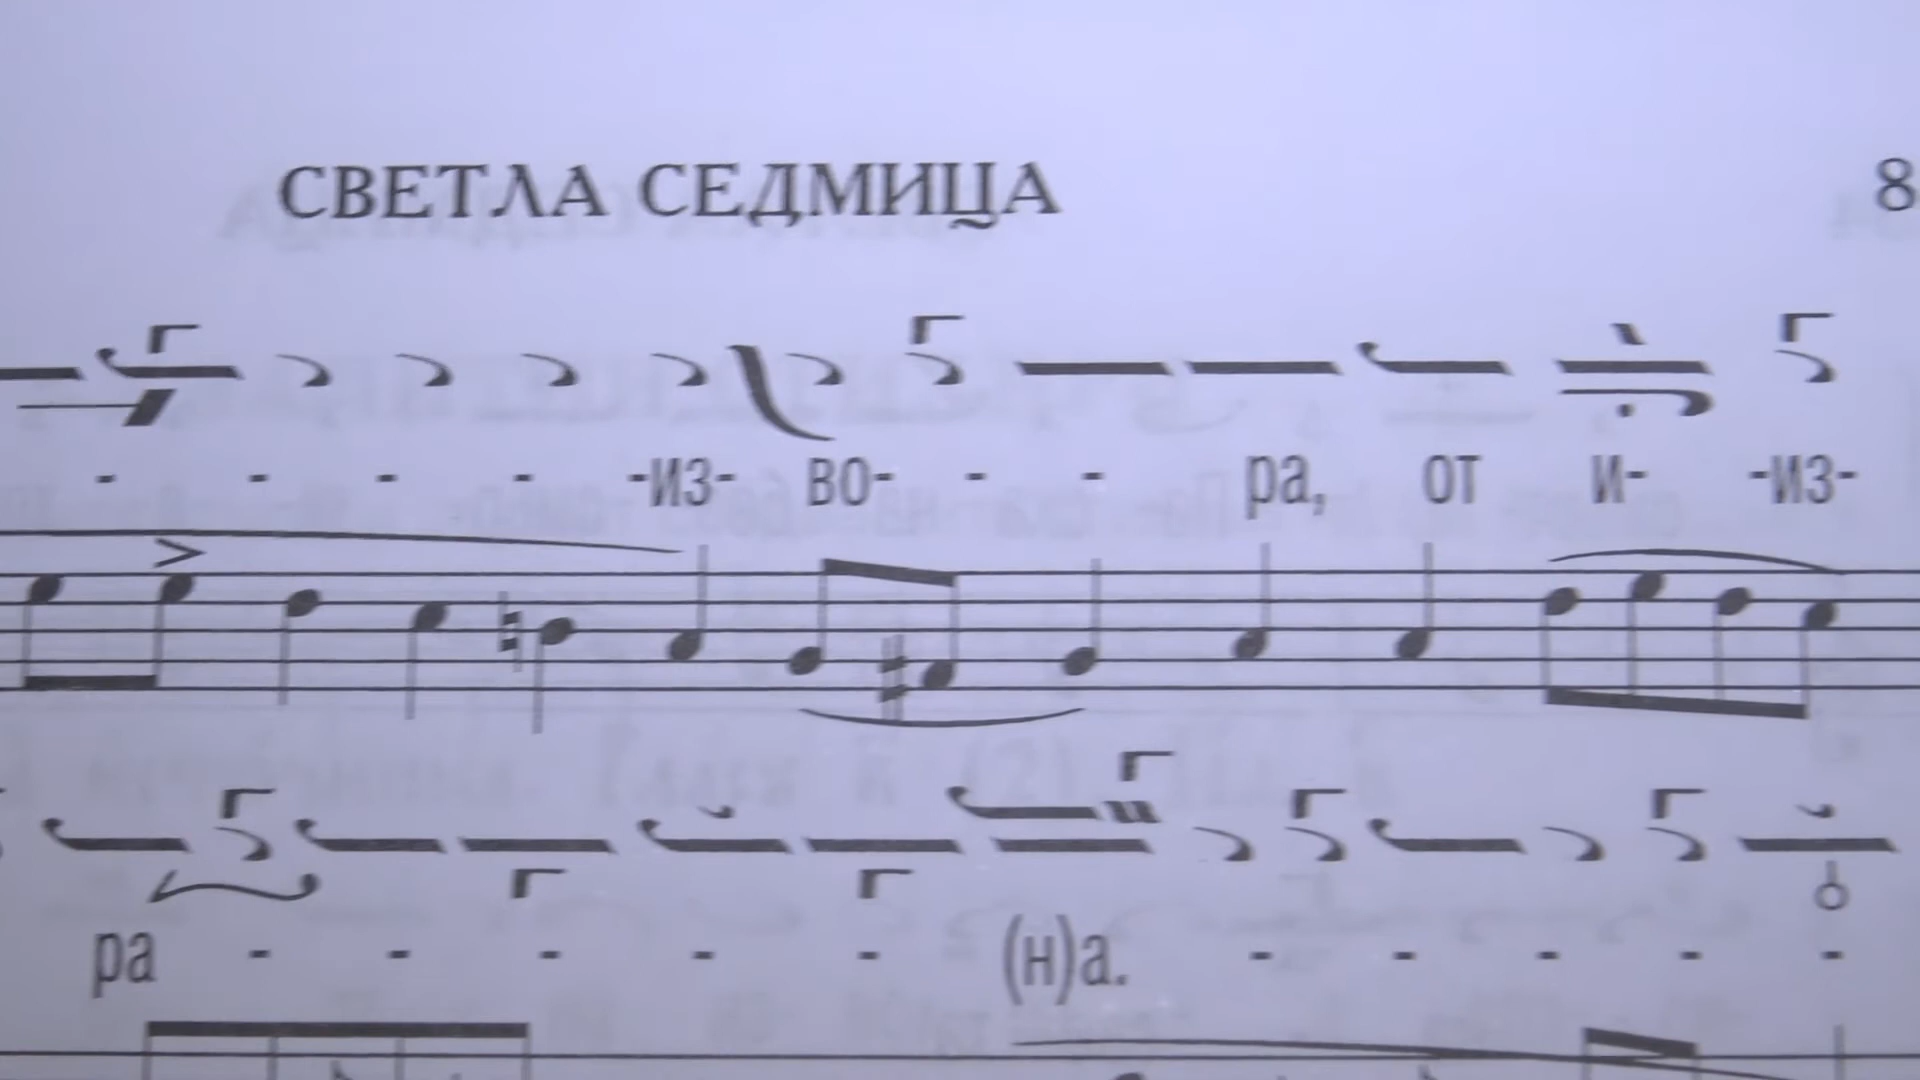 СВЕТЛА СЕДМИЦА 8
- - - - -из- во- - - ра, от и- -из-
ра - - - - - (н)а. - - - - -